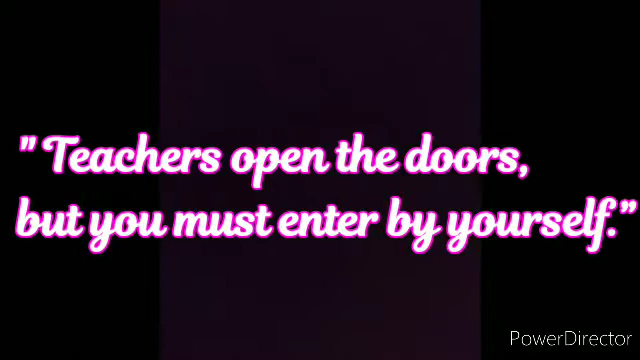 "Teachers open the doors,
but you must enter by yourself.”
PowerDirector